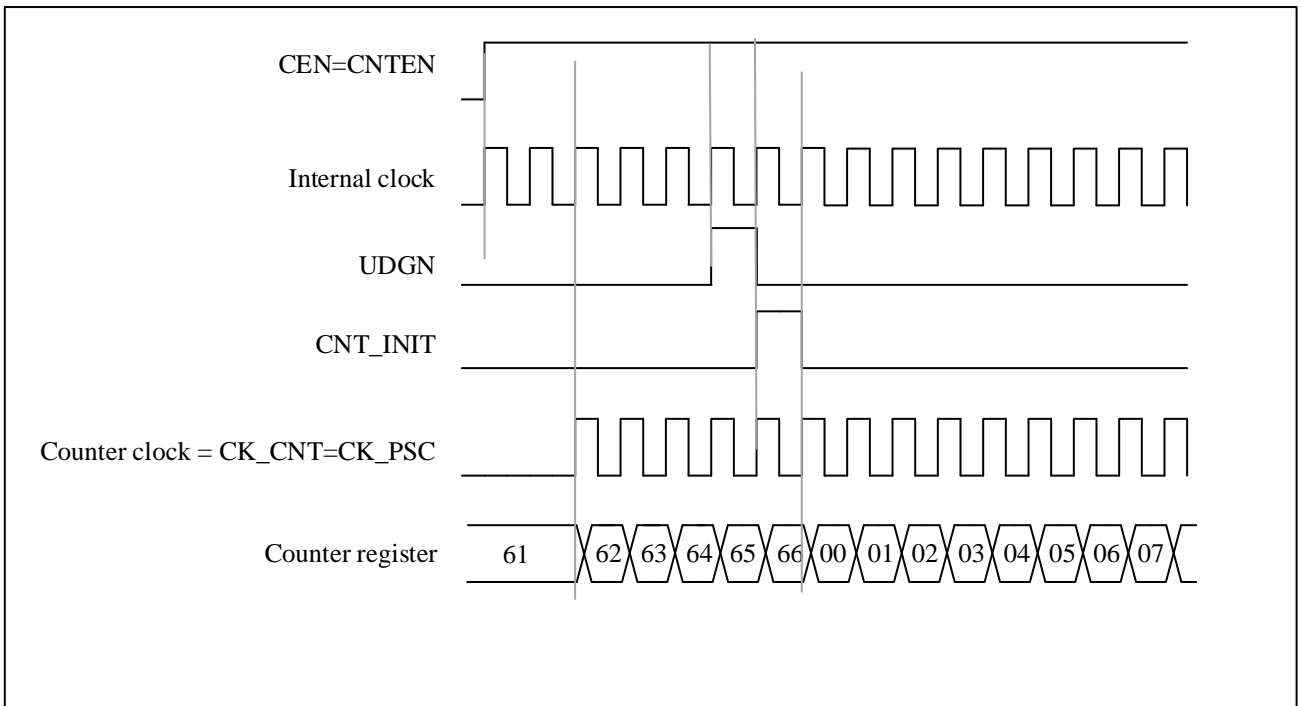 CEN=CNTEN
Internal clock
UDGN
CNT_INIT
Counter clock = CK_CNT=CK_PSC
Counter register 61 62 63 64 65 66 00 01 02 03 04 05 06 07